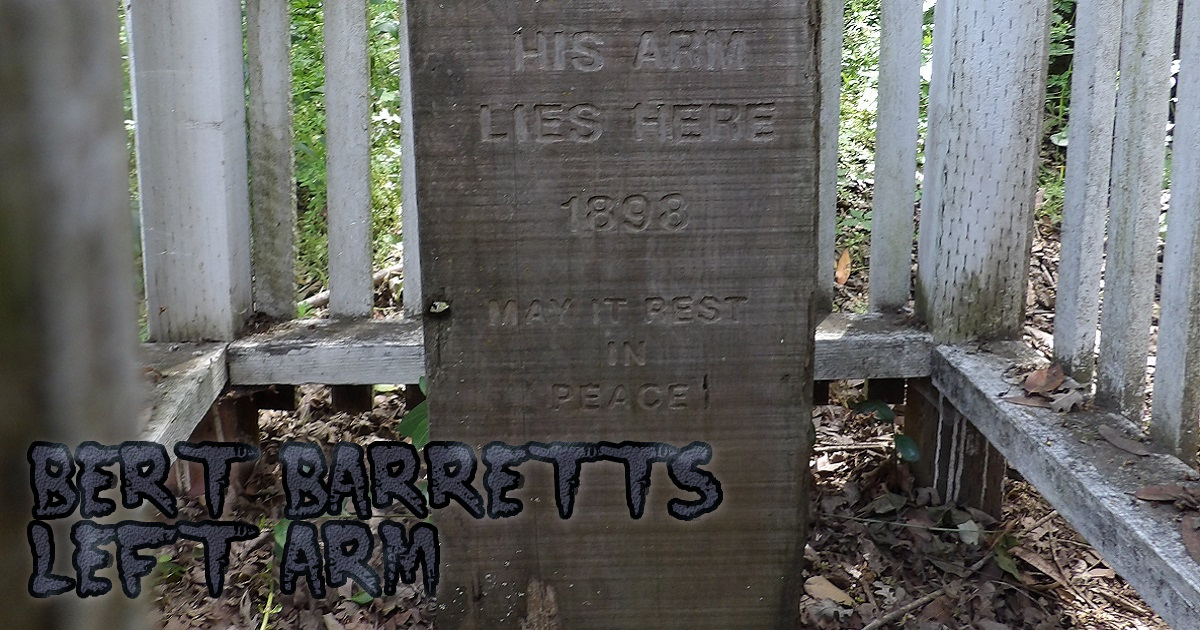 HIS ARM
LIES HERE
1898
MAY IT REST
IN
PEACE
BERT BARRETTS
LEFT ARM